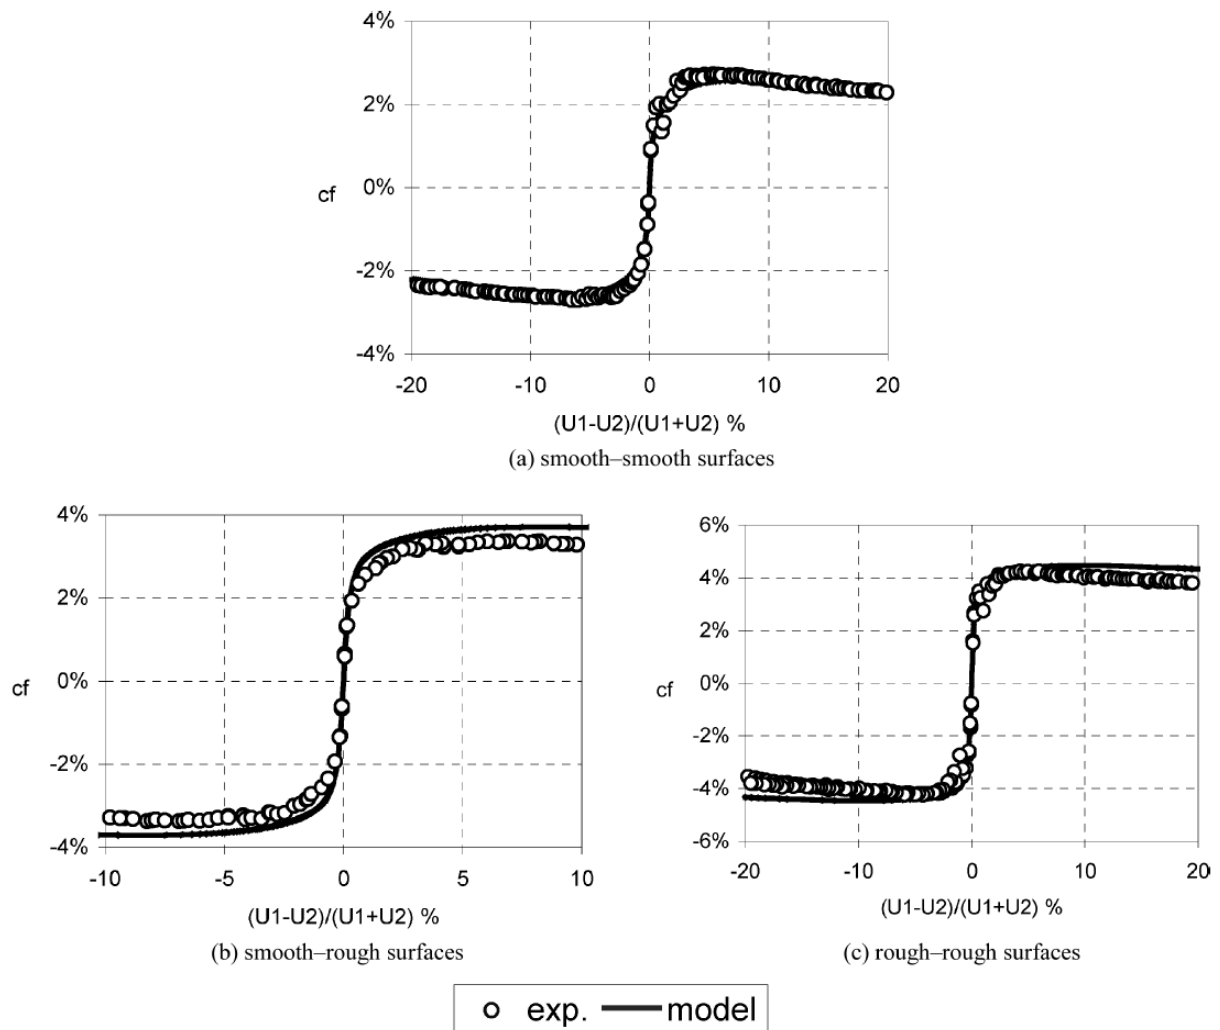 4%
2%
cf
0%
-2%
-4%
-20 -10 0 10 20
(U1-U2)/(U1+U2) %
(a) smooth–smooth surfaces
4%
2%
0%
cf
-2%
-4%
-10 -5 0 5 10
(U1-U2)/(U1+U2) %
(b) smooth–rough surfaces
6%
4%
2%
0%
cf
-2%
-4%
-6%
-20 -10 0 10 20
(U1-U2)/(U1+U2) %
(c) rough–rough surfaces
exp. model